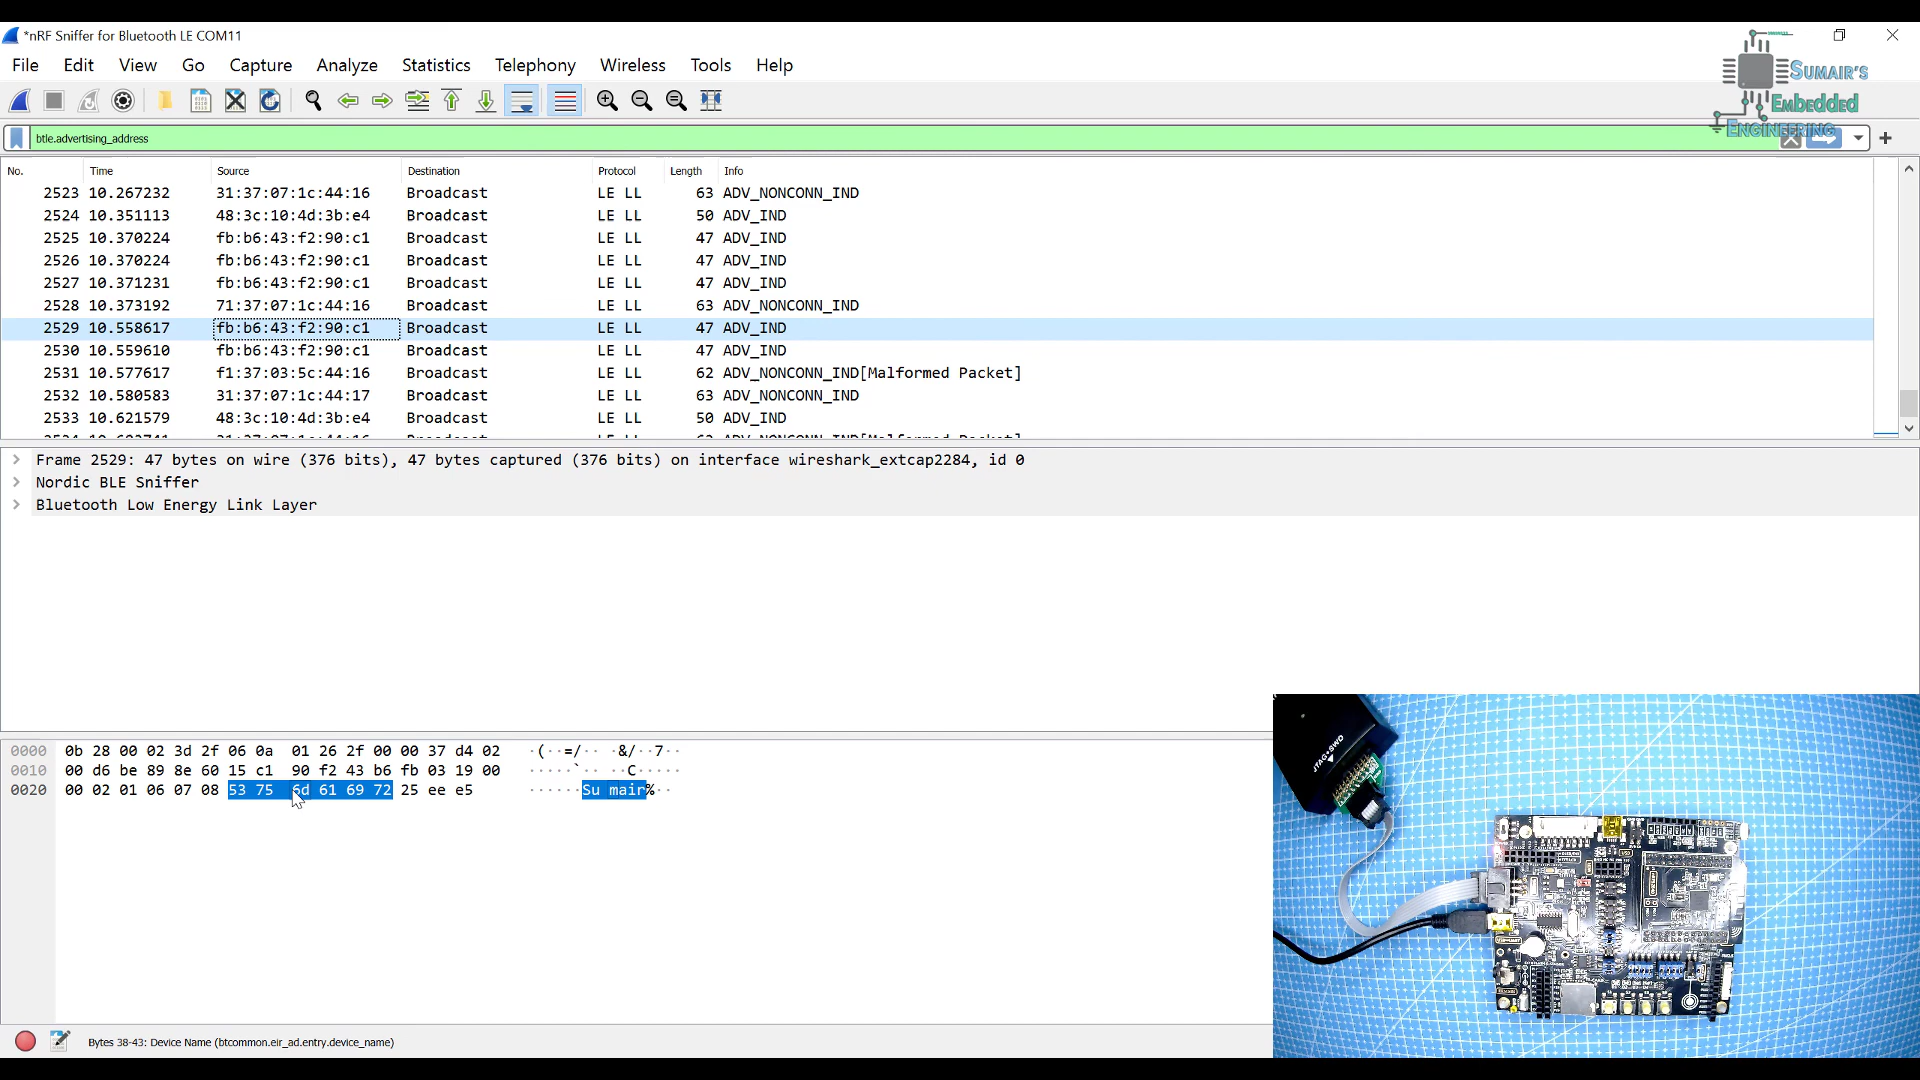 *nRF Sniffer for Bluetooth LE COM11
File Edit View Go Capture Analyze Statistics Telephony Wireless Tools Help
SUMAIR'S
Embedded
ENGINEERING
btle.advertising_address
No. Time Source Destination Protocol Length Info
2523 10.267232 31:37:07:1c:44:16 Broadcast LE LL 63 ADV_NONCONN_IND
2524 10.351113 48:3c:10:4d:3b:e4 Broadcast LE LL 50 ADV_IND
2525 10.370224 fb:b6:43:f2:90:c1 Broadcast LE LL 47 ADV_IND
2526 10.370224 fb:b6:43:f2:90:c1 Broadcast LE LL 47 ADV_IND
2527 10.371231 fb:b6:43:f2:90:c1 Broadcast LE LL 47 ADV_IND
2528 10.373192 71:37:07:1c:44:16 Broadcast LE LL 63 ADV_NONCONN_IND
2529 10.558617 fb:b6:43:f2:90:c1 Broadcast LE LL 47 ADV_IND
2530 10.559610 fb:b6:43:f2:90:c1 Broadcast LE LL 47 ADV_IND
2531 10.577617 f1:37:03:5c:44:16 Broadcast LE LL 62 ADV_NONCONN_IND[Malformed Packet]
2532 10.580583 31:37:07:1c:44:17 Broadcast LE LL 63 ADV_NONCONN_IND
2533 10.621579 48:3c:10:4d:3b:e4 Broadcast LE LL 50 ADV_IND
Frame 2529: 47 bytes on wire (376 bits), 47 bytes captured (376 bits) on interface wireshark_extcap2284, id 0
Nordic BLE Sniffer
Bluetooth Low Energy Link Layer
0000 0b 28 00 02 3d 2f 06 0a 01 26 2f 00 00 37 d4 02 ·(··=/·· ·&/··7··
0010 00 d6 be 89 8e 60 15 c1 90 f2 43 b6 fb 03 19 00 ·····`·· ··C·····
0020 00 02 01 06 07 08 53 75 6d 61 69 72 25 ee e5 ······Su mair%··
JTAG+SWD
Bytes 38-43: Device Name (btcommon.eir_ad.entry.device_name)